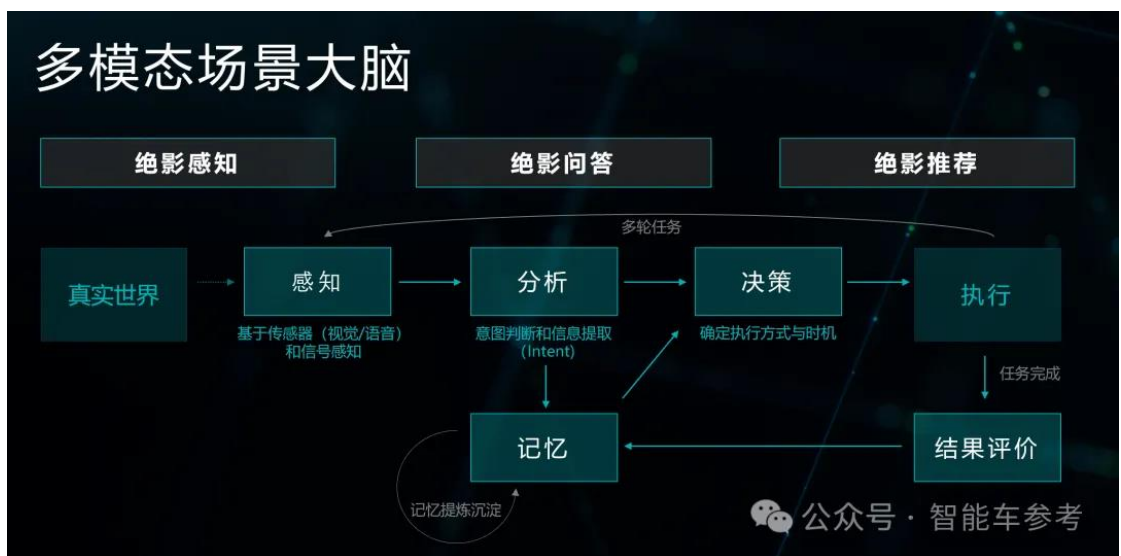 多模态场景大脑
绝影感知
绝影问答
绝影推荐
多轮任务
真实世界
感知
分析
决策
执行
基于传感器（视觉/语音）
和信号感知
意图判断和信息提取
（Intent）
确定执行方式与时机
任务完成
记忆
结果评价
记忆提炼沉淀
公众号 · 智能车参考